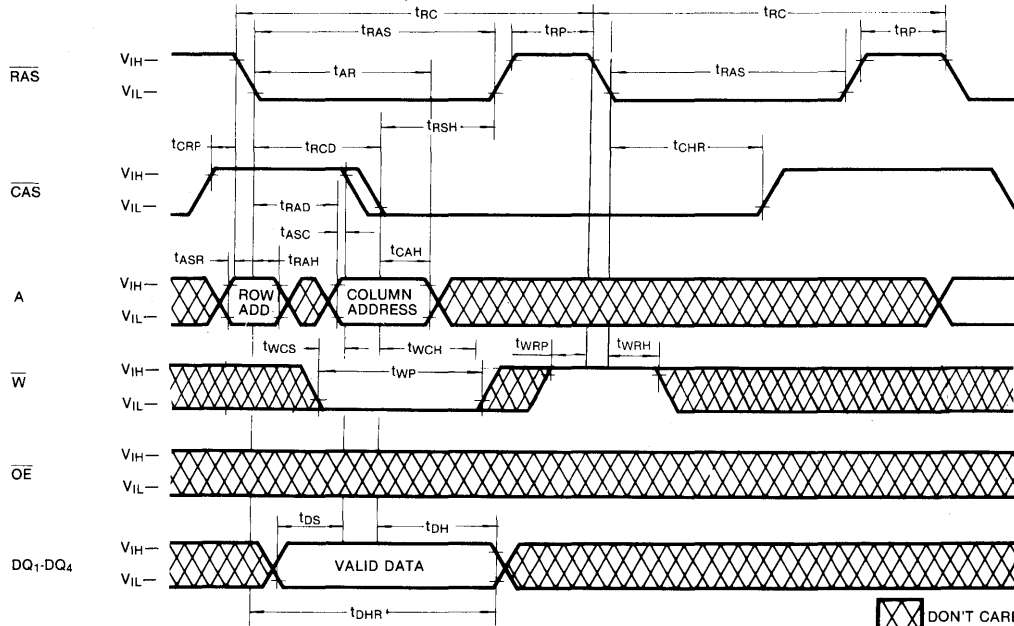 tRC tRC
tRAS tRP tRP
tAR tRAS
RAS VIH— VIL—
tRSH
tCRP tRCD tCHR
CAS VIH— VIL—
tRAD
tASC
tCAH
tASR tRAH
A VIH— VIL—
ROW ADD
COLUMN ADDRESS
tWCS tWCH tWRP tWRH
tWP
W VIH— VIL—
OE VIH— VIL—
tDS tDH
DQ1-DQ4 VIH— VIL—
VALID DATA
tDHR
DON'T CARE